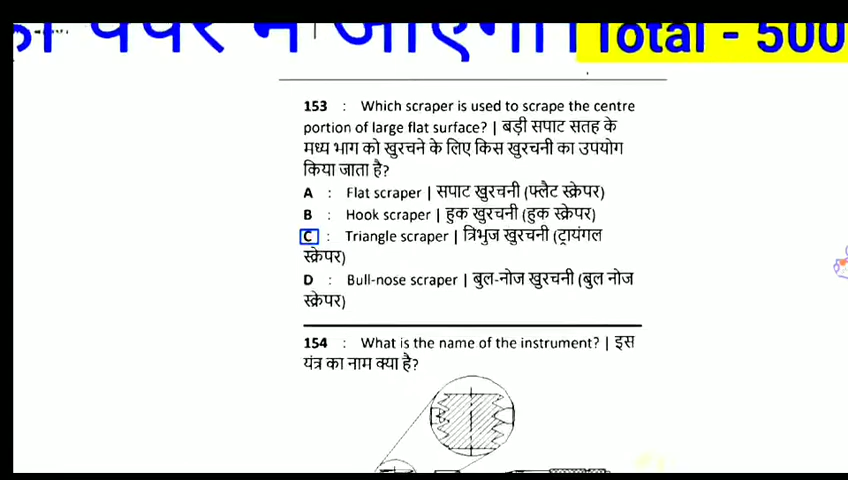 का पेपर में जाएगा। Total - 500
153 : Which scraper is used to scrape the centre
portion of large flat surface? | बड़ी सपाट सतह के
मध्य भाग को खुरचने के लिए किस खुरचनी का उपयोग
किया जाता है?
A : Flat scraper | सपाट खुरचनी (फ्लैट स्क्रेपर)
B : Hook scraper | हुक खुरचनी (हुक स्क्रेपर)
C : Triangle scraper | त्रिभुज खुरचनी (ट्रायंगल
स्क्रेपर)
D : Bull-nose scraper | बुल-नोज खुरचनी (बुल नोज
स्क्रेपर)
154 : What is the name of the instrument? | इस
यंत्र का नाम क्या है?